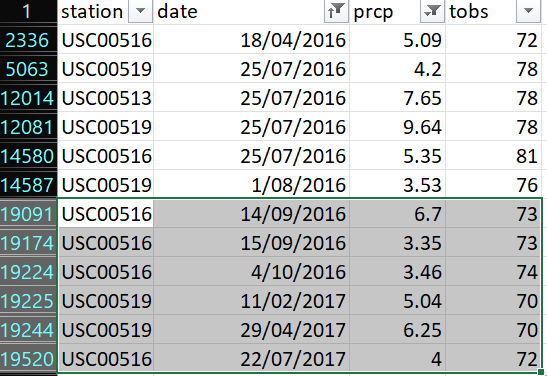 1 station date prcp tobs
2336 USC00516 18/04/2016 5.09 72
5063 USC00519 25/07/2016 4.2 78
12014 USC00513 25/07/2016 7.65 78
12081 USC00519 25/07/2016 9.64 78
14580 USC00516 25/07/2016 5.35 81
14587 USC00519 1/08/2016 3.53 76
19091 USC00516 14/09/2016 6.7 73
19174 USC00516 15/09/2016 3.35 73
19224 USC00516 4/10/2016 3.46 74
19225 USC00519 11/02/2017 5.04 70
19244 USC00519 29/04/2017 6.25 70
19520 USC00516 22/07/2017 4 72